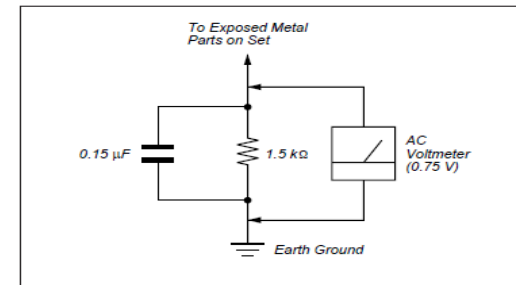 To Exposed Metal
Parts on Set
0.15 µF
1.5 kΩ
AC
Voltmeter
(0.75 V)
Earth Ground